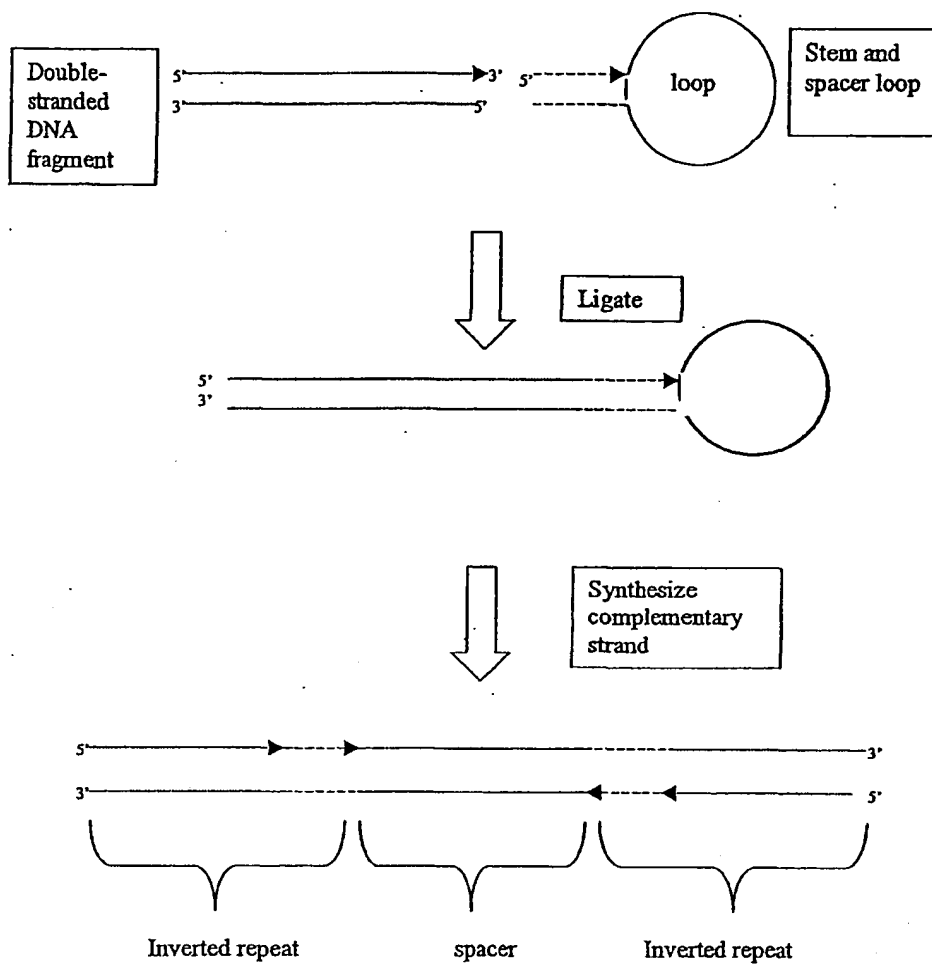 Double-
stranded
DNA
fragment
5' 3' 5'
3' 5'
loop
Stem and
spacer loop
Ligate
5'
3'
Synthesize
complementary
strand
5' 3'
3' 5'
Inverted repeat spacer Inverted repeat